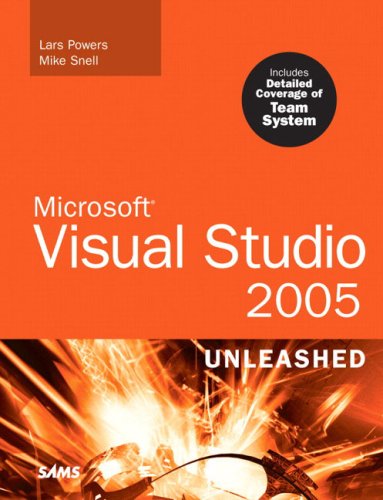 Lars Powers
Mike Snell
Includes
Detailed
Coverage of
Team
System
Microsoft®
Visual Studio
2005
UNLEASHED
SAMS